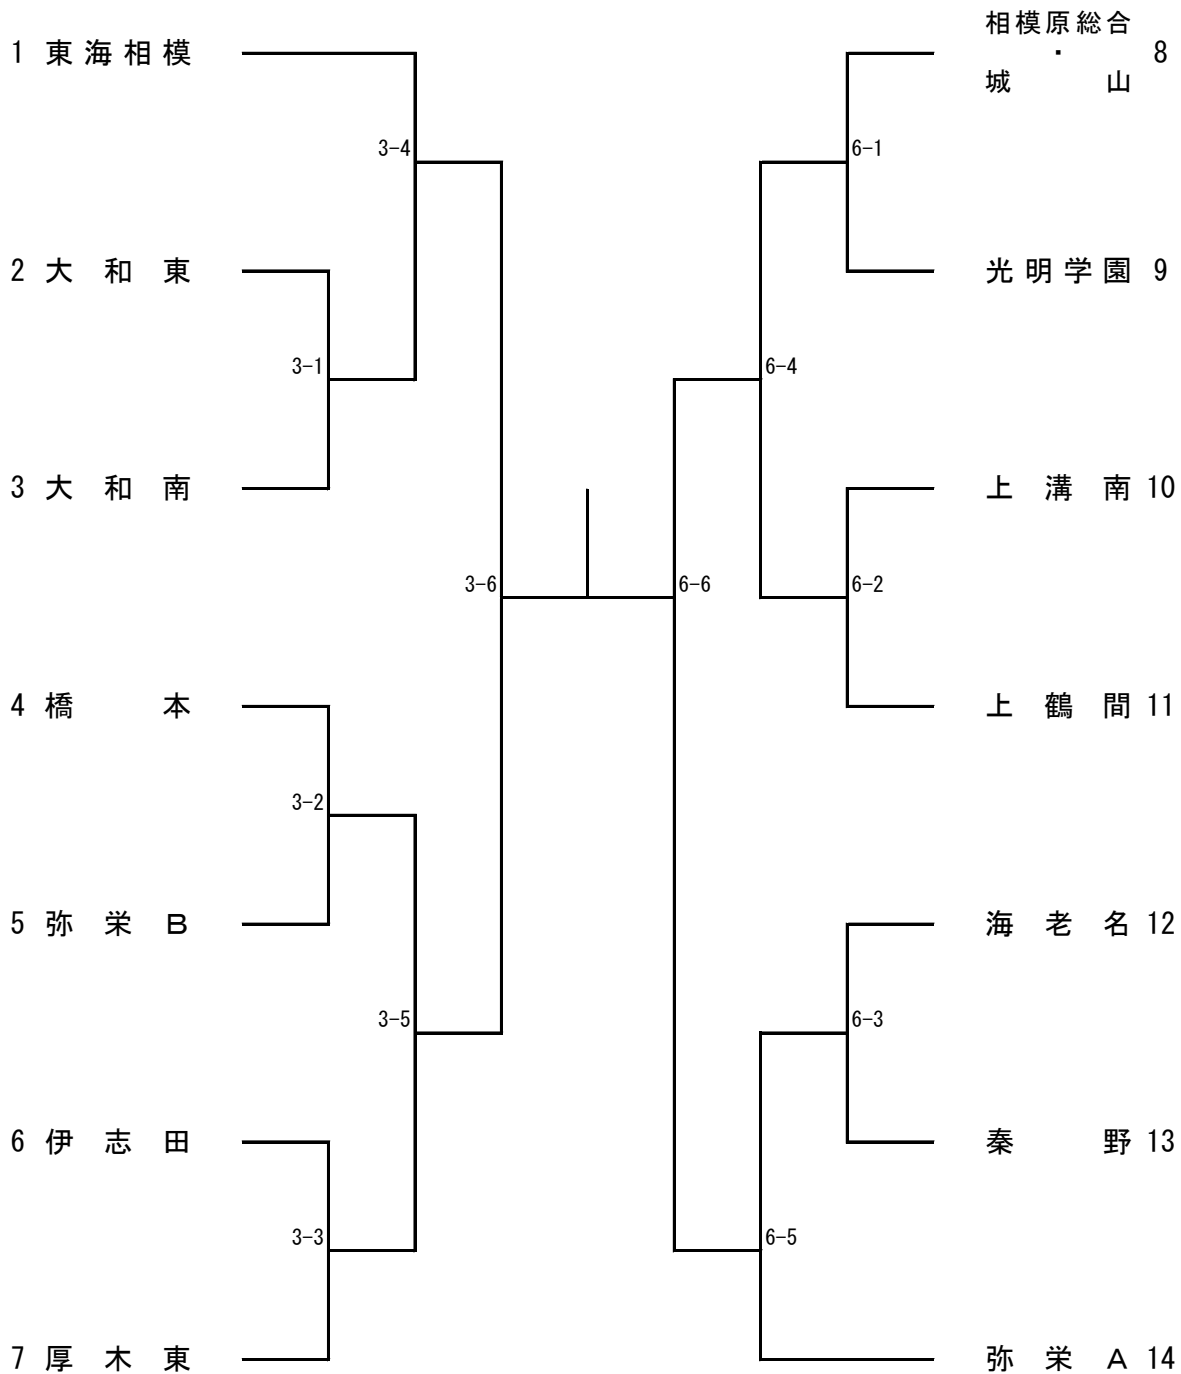 1 東海相模
3-4
2 大和東
3-1
3 大和南
3-6
4 橋本
3-2
5 弥栄B
3-5
6 伊志田
3-3
7 厚木東
相模原総合
・ 8
城山
6-1
光明学園 9
6-4
上溝南 10
6-6
6-2
上鶴間 11
海老名 12
6-3
秦野 13
6-5
弥栄A 14